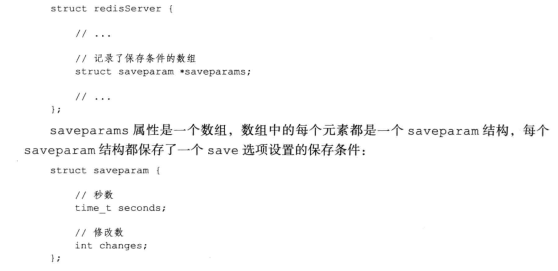 struct redisServer {
// ...
// 记录了保存条件的数组
struct saveparam *saveparams;
// ...
};
saveparams 属性是一个数组，数组中的每个元素都是一个 saveparam 结构，每个
saveparam 结构都保存了一个 save 选项设置的保存条件：
struct saveparam {
// 秒数
time_t seconds;
// 修改数
int changes;
};